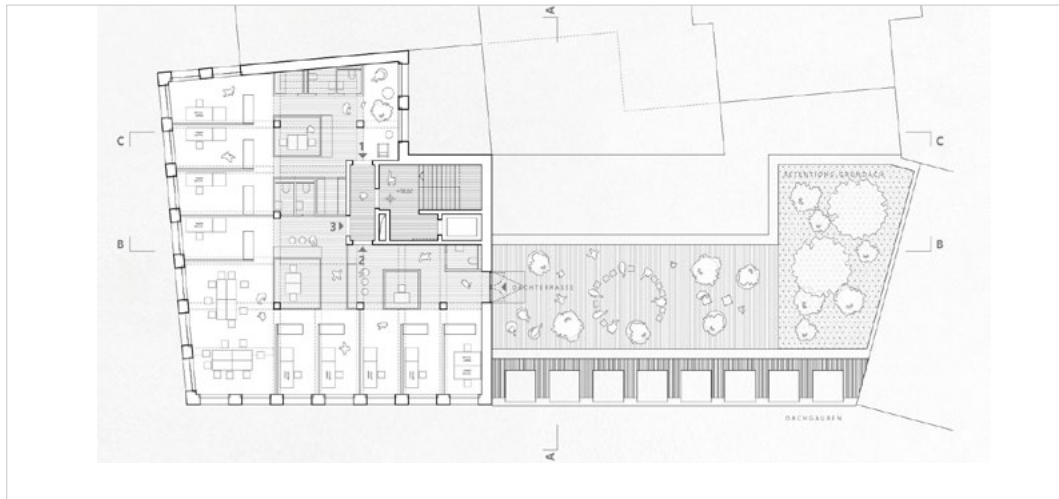 A
C
C
1
RETENTIONS-GRÜNDACH
3
B
B
2
DACHTERRASSE
DACHGAUBEN
A